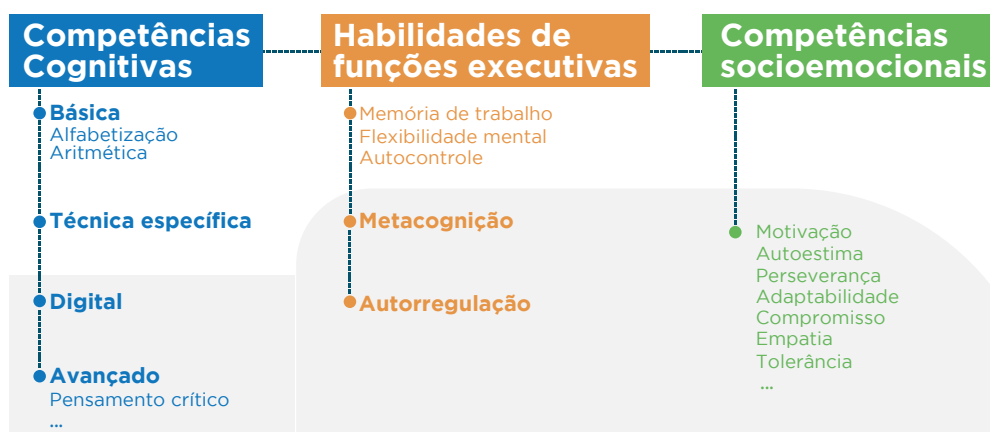 Competências
Cognitivas
Básica
Alfabetização
Aritmética
Técnica específica
Digital
Avançado
Pensamento crítico
...
Habilidades de
funções executivas
Memória de trabalho
Flexibilidade mental
Autocontrole
Metacognição
Autorregulação
Competências
socioemocionais
Motivação
Autoestima
Perseverança
Adaptabilidade
Compromisso
Empatia
Tolerância
...